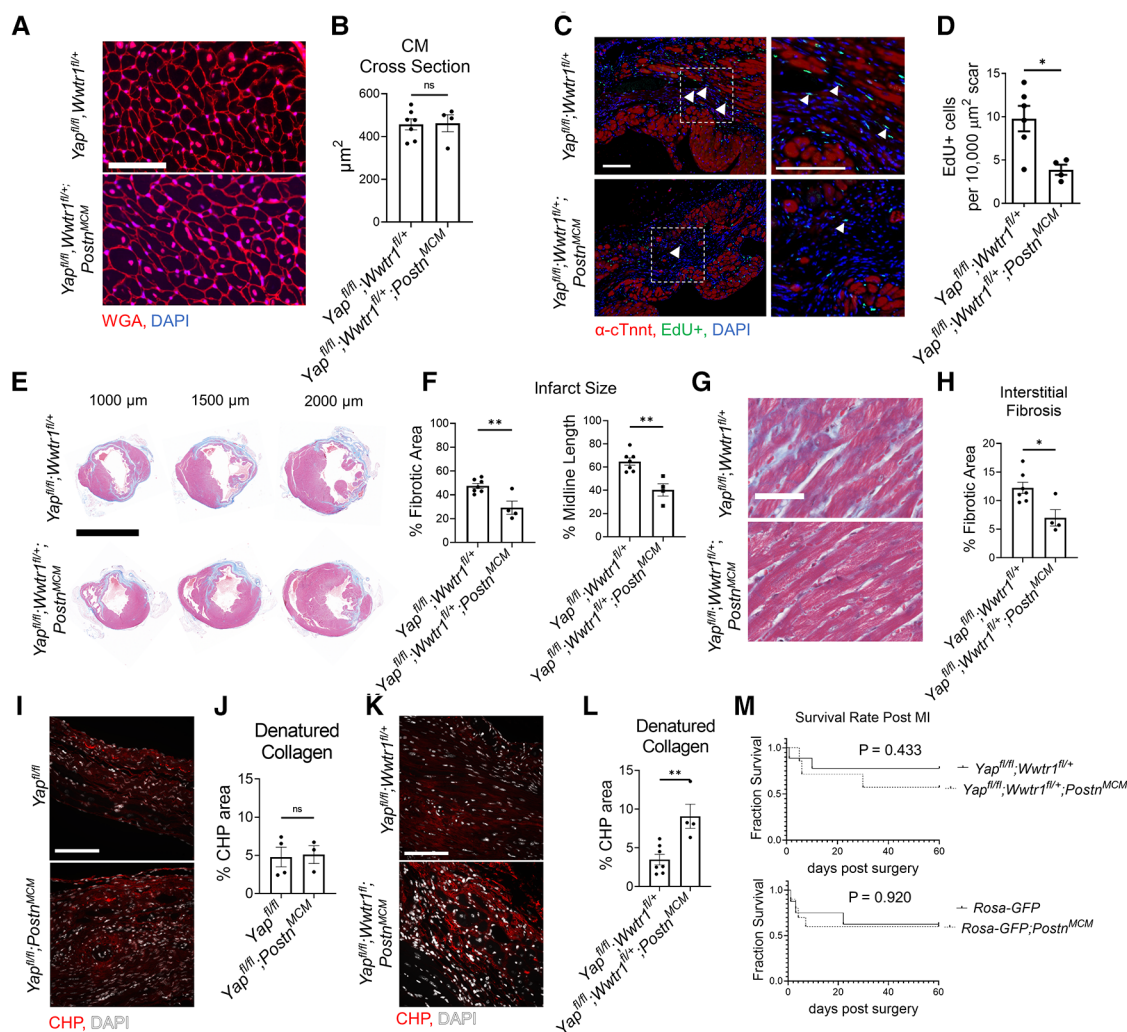 A
Yap^fl/fl;Wwtr1^fl/+
Yap^fl/fl;Wwtr1^fl/+;
Postn^MCM
WGA, DAPI
B
CM
Cross Section
ns
µm²
600
400
200
0
Yap^fl/fl;Wwtr1^fl/+
Yap^fl/fl;Wwtr1^fl/+;Postn^MCM
C
Yap^fl/fl;Wwtr1^fl/+
Yap^fl/fl;Wwtr1^fl/+;
Postn^MCM
α-cTnnt, EdU+, DAPI
D
*
EdU+ cells
per 10,000 µm² scar
15
10
5
0
Yap^fl/fl;Wwtr1^fl/+
Yap^fl/fl;Wwtr1^fl/+;Postn^MCM
E
1000 µm 1500 µm 2000 µm
Yap^fl/fl;Wwtr1^fl/+
Yap^fl/fl;Wwtr1^fl/+;
Postn^MCM
F
Infarct Size
**
% Fibrotic Area
100
80
60
40
20
0
Yap^fl/fl;Wwtr1^fl/+
Yap^fl/fl;Wwtr1^fl/+;Postn^MCM
**
% Midline Length
100
80
60
40
20
0
Yap^fl/fl;Wwtr1^fl/+
Yap^fl/fl;Wwtr1^fl/+;Postn^MCM
G
Yap^fl/fl;Wwtr1^fl/+
Yap^fl/fl;Wwtr1^fl/+;
Postn^MCM
H
Interstitial
Fibrosis
*
% Fibrotic Area
20
15
10
5
0
Yap^fl/fl;Wwtr1^fl/+
Yap^fl/fl;Wwtr1^fl/+;Postn^MCM
I
Yap^fl/fl
Yap^fl/fl;Postn^MCM
CHP, DAPI
J
Denatured
Collagen
ns
% CHP area
15
10
5
0
Yap^fl/fl
Yap^fl/fl;Postn^MCM
K
Yap^fl/fl;Wwtr1^fl/+
Yap^fl/fl;Wwtr1^fl;
Postn^MCM
CHP, DAPI
L
Denatured
Collagen
**
% CHP area
15
10
5
0
Yap^fl/fl;Wwtr1^fl/+
Yap^fl/fl;Wwtr1^fl/+;Postn^MCM
M
Survival Rate Post MI
P = 0.433
Fraction Survival
1.0
0.5
0.0
0 20 40 60
days post surgery
Yap^fl/fl;Wwtr1^fl/+
Yap^fl/fl;Wwtr1^fl/+;Postn^MCM
P = 0.920
Fraction Survival
1.0
0.5
0.0
0 20 40 60
days post surgery
Rosa-GFP
Rosa-GFP;Postn^MCM